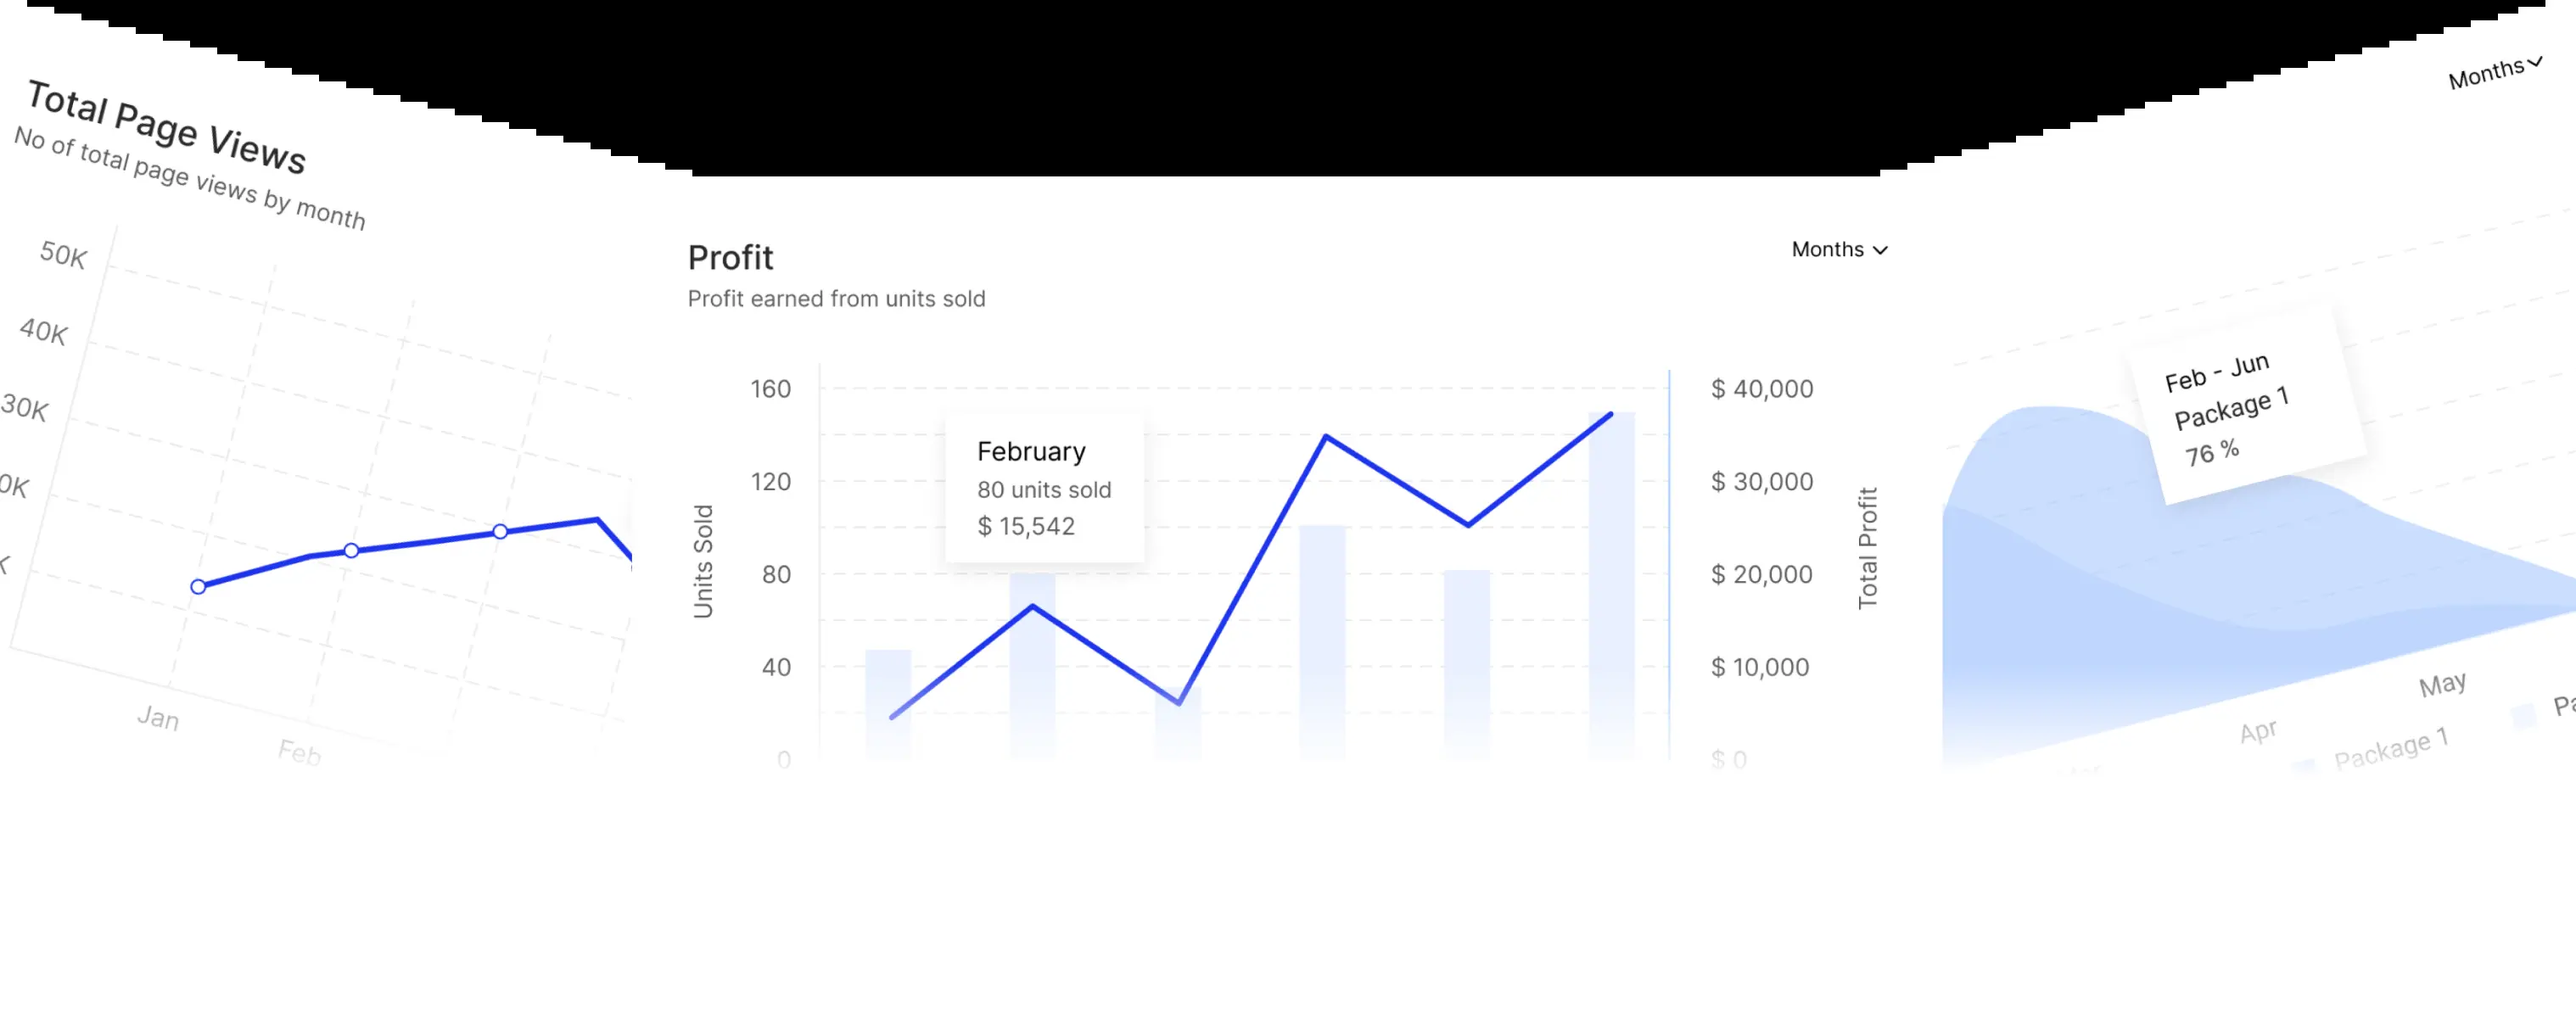 Total Page Views
No of total page views by month
50K
40K
30K
0K
K
Jan
Feb
Profit
Profit earned from units sold
Months
Units Sold
160
120
80
40
0
February
80 units sold
$ 15,542
$ 40,000
$ 30,000
$ 20,000
$ 10,000
$ 0
Total Profit
Months
Feb - Jun
Package 1
76 %
Apr
May
Package 1
Pa